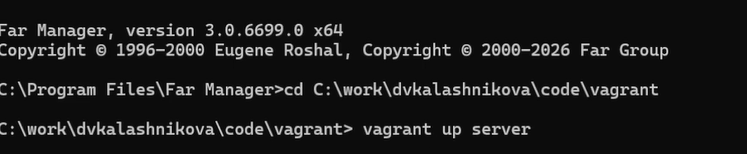 Far Manager, version 3.0.6699.0 x64
Copyright © 1996-2000 Eugene Roshal, Copyright © 2000-2026 Far Group
C:\Program Files\Far Manager>cd C:\work\dvkalashnikova\code\vagrant
C:\work\dvkalashnikova\code\vagrant> vagrant up server